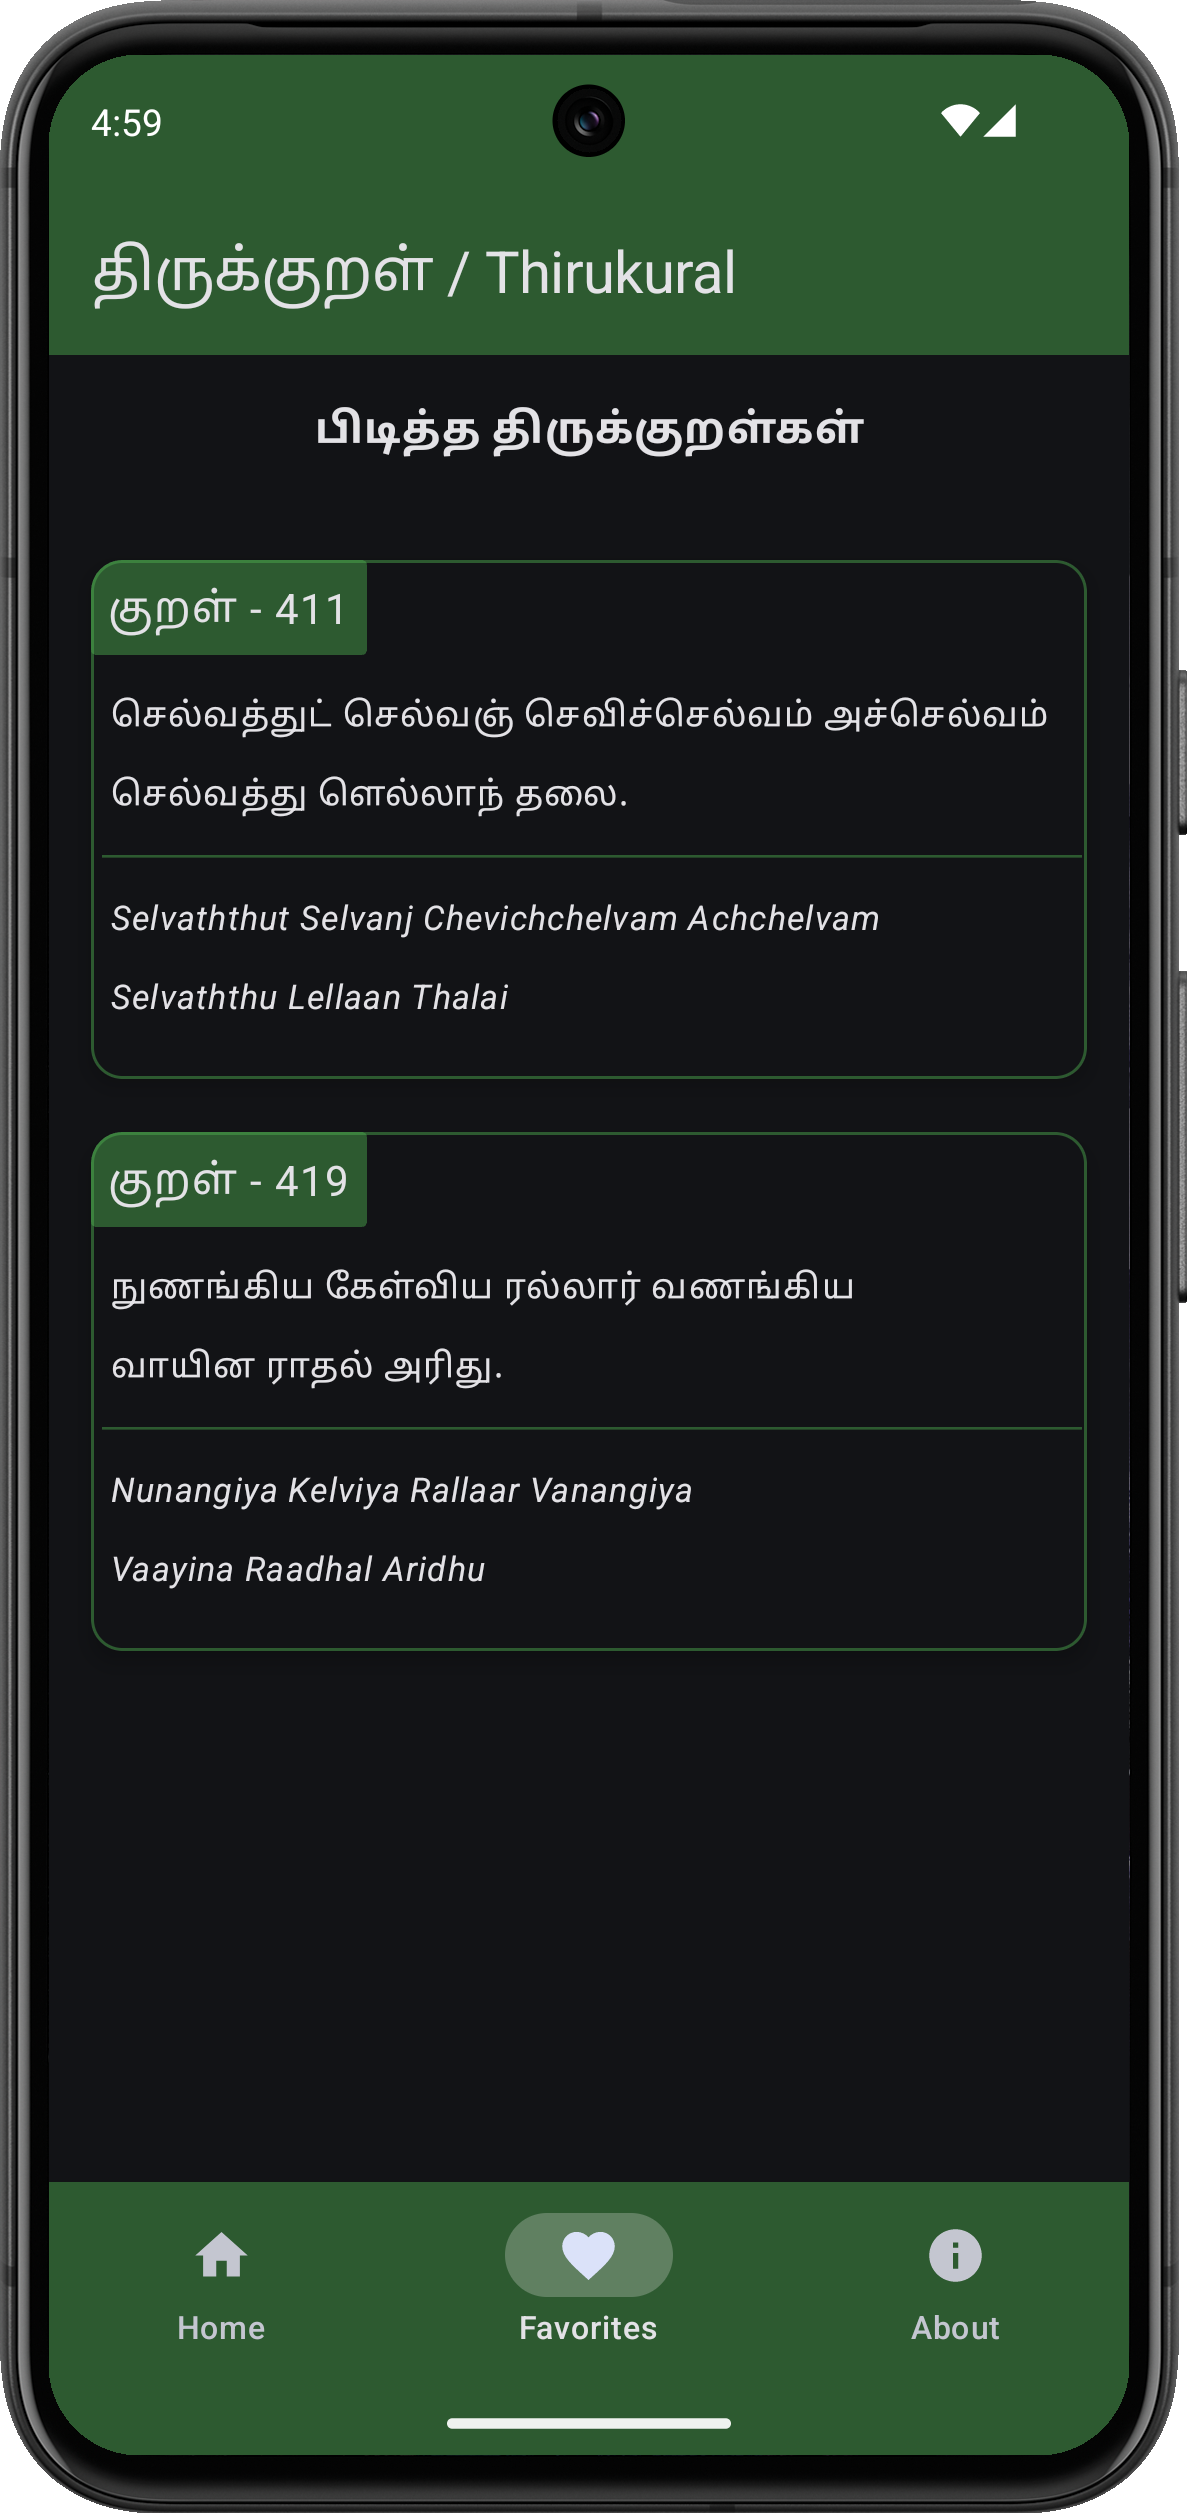 4:59
திருக்குறள் / Thirukural
பிடித்த திருக்குறள்கள்
குறள் - 411
செல்வத்துட் செல்வஞ் செவிச்செல்வம் அச்செல்வம்
செல்வத்து ளெல்லாந் தலை.
Selvaththut Selvanj Chevichchelvam Achchelvam
Selvaththu Lellaan Thalai
குறள் - 419
நுணங்கிய கேள்விய ரல்லார் வணங்கிய
வாயின ராதல் அரிது.
Nunangiya Kelviya Rallaar Vanangiya
Vaayina Raadhal Aridhu
Home
Favorites
About